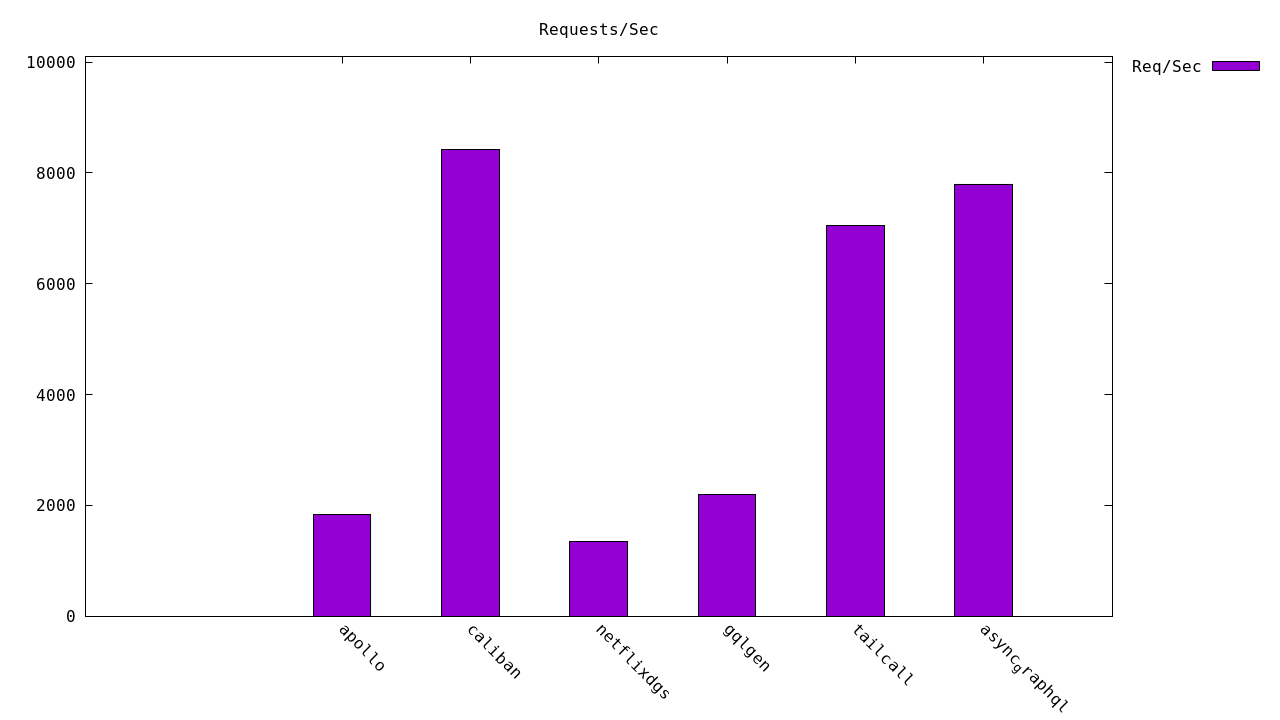 Requests/Sec
Req/Sec
10000
8000
6000
4000
2000
0
apollo
caliban
netflixdgs
gqlgen
tailcall
asyncgraphql